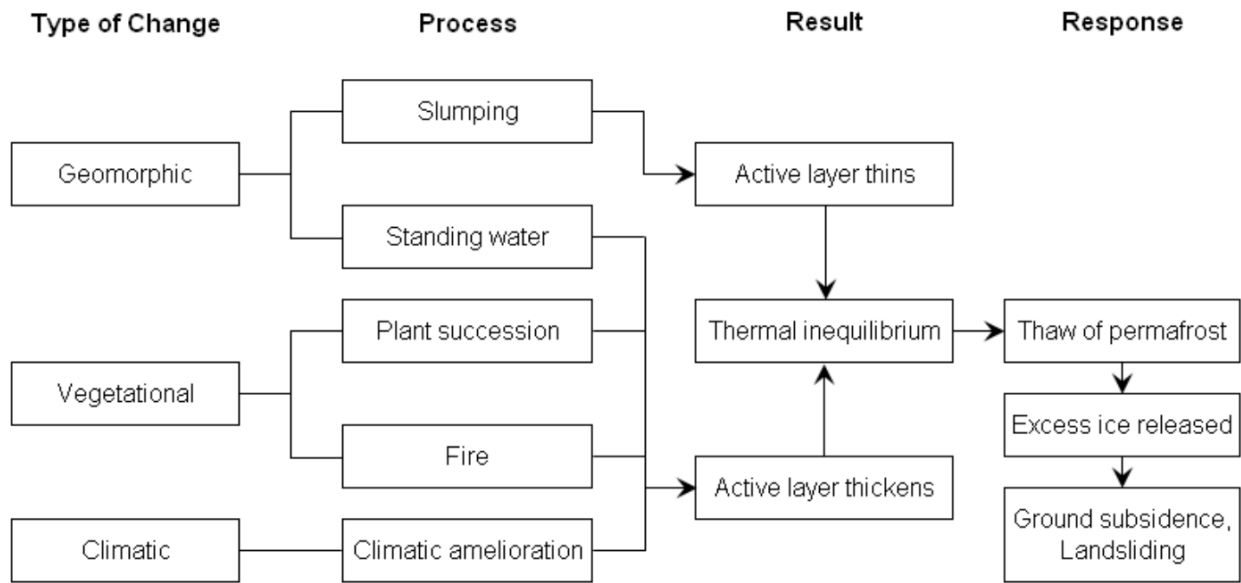 Type of Change
Process
Result
Response
Slumping
Geomorphic
Active layer thins
Standing water
Plant succession
Thermal inequilibrium
Thaw of permafrost
Vegetational
Excess ice released
Fire
Active layer thickens
Ground subsidence,
Landsliding
Climatic
Climatic amelioration